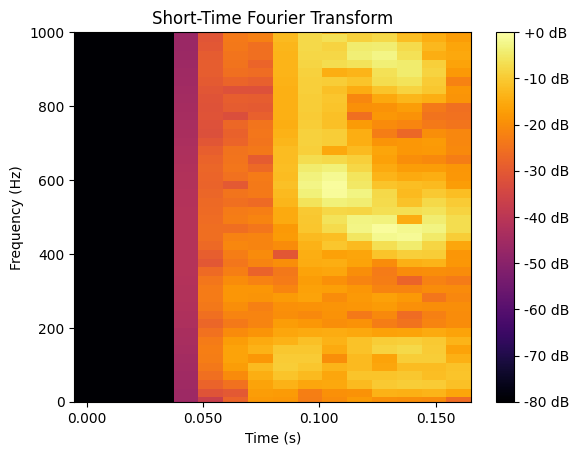 Short-Time Fourier Transform
1000
800
600
400
200
0
Frequency (Hz)
0.000
0.050
0.100
0.150
Time (s)
+0 dB
-10 dB
-20 dB
-30 dB
-40 dB
-50 dB
-60 dB
-70 dB
-80 dB